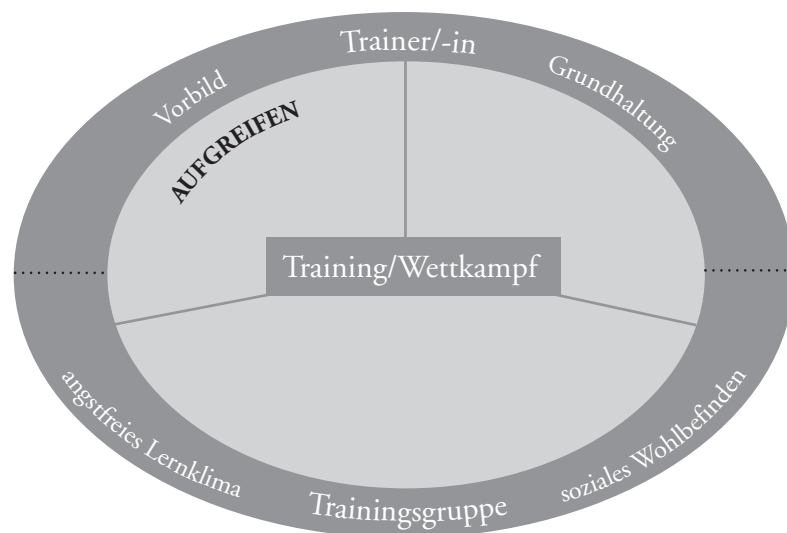 Trainer/-in
Vorbild
Grundhaltung
AUFGREIFEN
Training/Wettkampf
angstfreies Lernklima
soziales Wohlbefinden
Trainingsgruppe